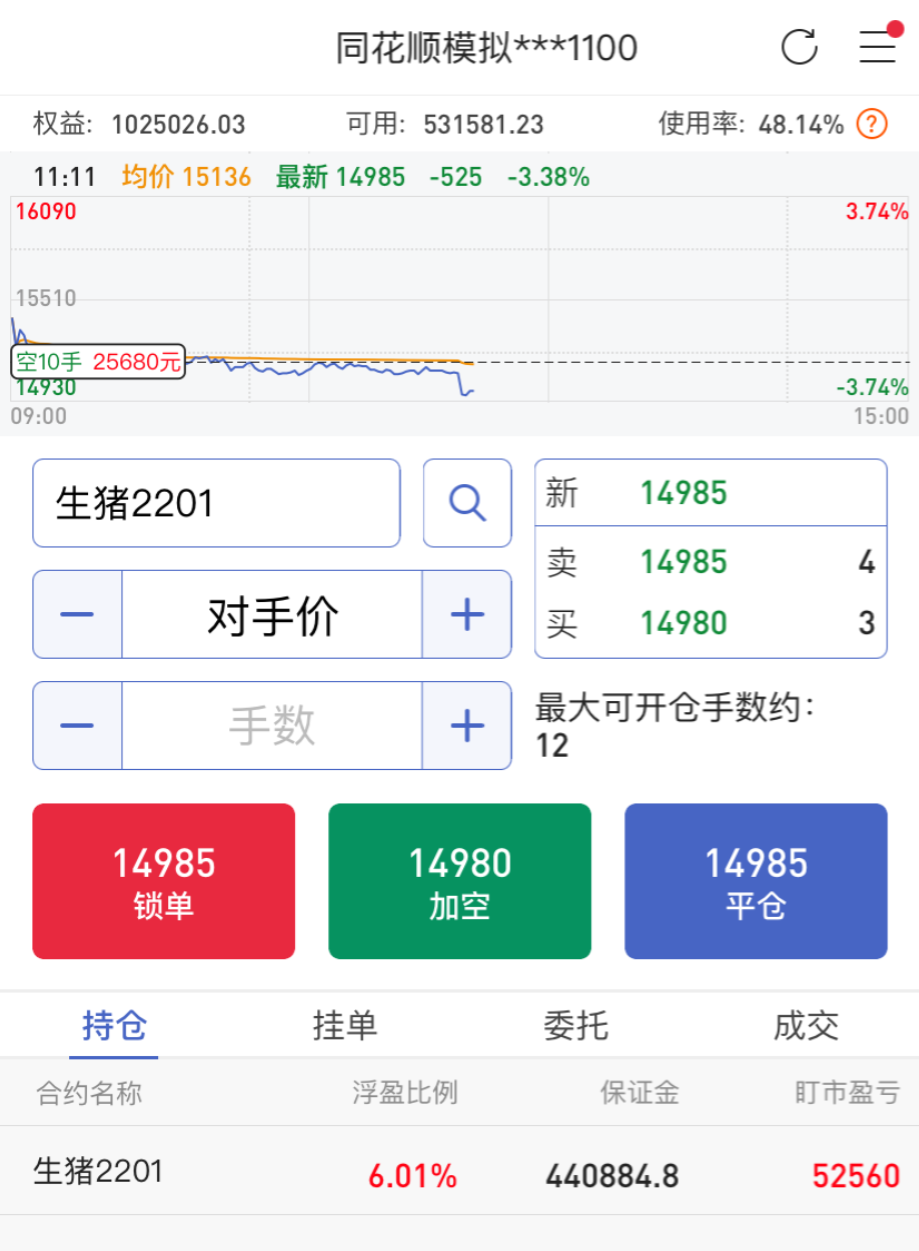 同花顺模拟***1100
权益: 1025026.03 可用: 531581.23 使用率: 48.14% ?
11:11 均价 15136 最新 14985 -525 -3.38%
16090 3.74%
15510
空10手 25680元
14930 -3.74%
09:00 15:00
生猪2201
新 14985
卖 14985 4
买 14980 3
对手价
手数
最大可开仓手数约:
12
14985
锁单
14980
加空
14985
平仓
持仓 挂单 委托 成交
合约名称 浮盈比例 保证金 盯市盈亏
生猪2201 6.01% 440884.8 52560